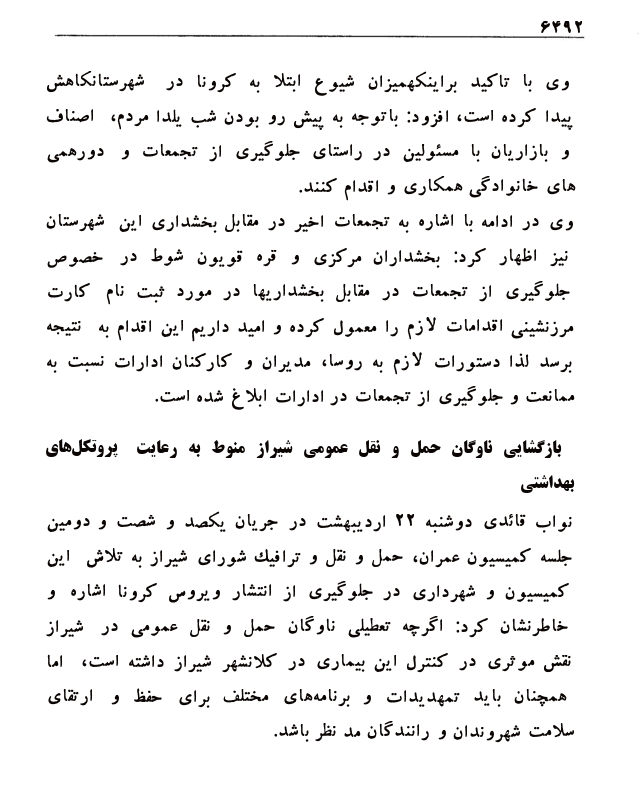 ۶۴۹۲
وی با تاکید براینکهمیزان شیوع ابتلا به کرونا در شهرستانکاهش
پیدا کرده است، افزود: باتوجه به پیش رو بودن شب یلدا مردم، اصناف
و بازاریان با مسئولین در راستای جلوگیری از تجمعات و دورهمی
های خانوادگی همکاری و اقدام کنند.
وی در ادامه با اشاره به تجمعات اخیر در مقابل بخشداری این شهرستان
نیز اظهار کرد: بخشداران مرکزی و قره قویون شوط در خصوص
جلوگیری از تجمعات در مقابل بخشداریها در مورد ثبت نام کارت
مرزنشینی اقدامات لازم را معمول کرده و امید داریم این اقدام به نتیجه
برسد لذا دستورات لازم به روسا، مدیران و کارکنان ادارات نسبت به
ممانعت و جلوگیری از تجمعات در ادارات ابلاغ شده است.
بازگشایی ناوگان حمل و نقل عمومی شیراز منوط به رعایت پروتکل‌های
بهداشتی
نواب قائدی دوشنبه ۲۲ اردیبهشت در جریان یکصد و شصت و دومین
جلسه کمیسیون عمران، حمل و نقل و ترافیك شورای شیراز به تلاش این
کمیسیون و شهرداری در جلوگیری از انتشار ویروس کرونا اشاره و
خاطرنشان کرد: اگرچه تعطیلی ناوگان حمل و نقل عمومی در شیراز
نقش موثری در کنترل این بیماری در کلانشهر شیراز داشته است، اما
همچنان باید تمهیدات و برنامه‌های مختلف برای حفظ و ارتقای
سلامت شهروندان و رانندگان مد نظر باشد.